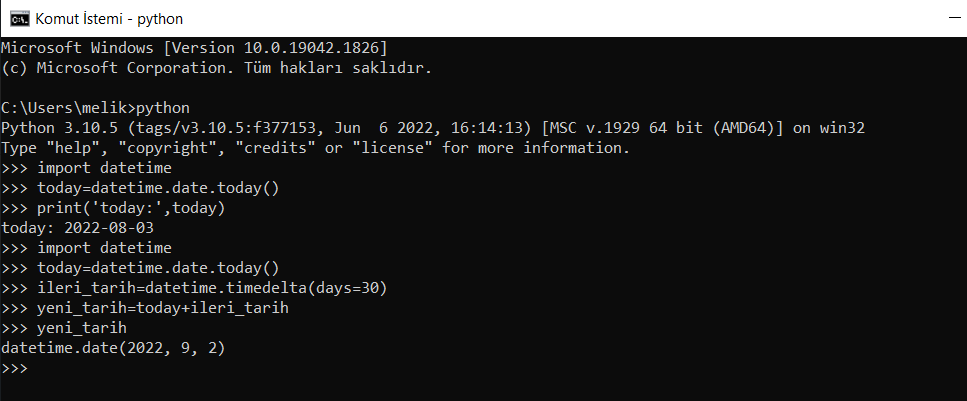 Komut İstemi - python
Microsoft Windows [Version 10.0.19042.1826]
(c) Microsoft Corporation. Tüm hakları saklıdır.
C:\Users\melik>python
Python 3.10.5 (tags/v3.10.5:f377153, Jun  6 2022, 16:14:13) [MSC v.1929 64 bit (AMD64)] on win32
Type "help", "copyright", "credits" or "license" for more information.
>>> import datetime
>>> today=datetime.date.today()
>>> print('today:',today)
today: 2022-08-03
>>> import datetime
>>> today=datetime.date.today()
>>> ileri_tarih=datetime.timedelta(days=30)
>>> yeni_tarih=today+ileri_tarih
>>> yeni_tarih
datetime.date(2022, 9, 2)
>>>